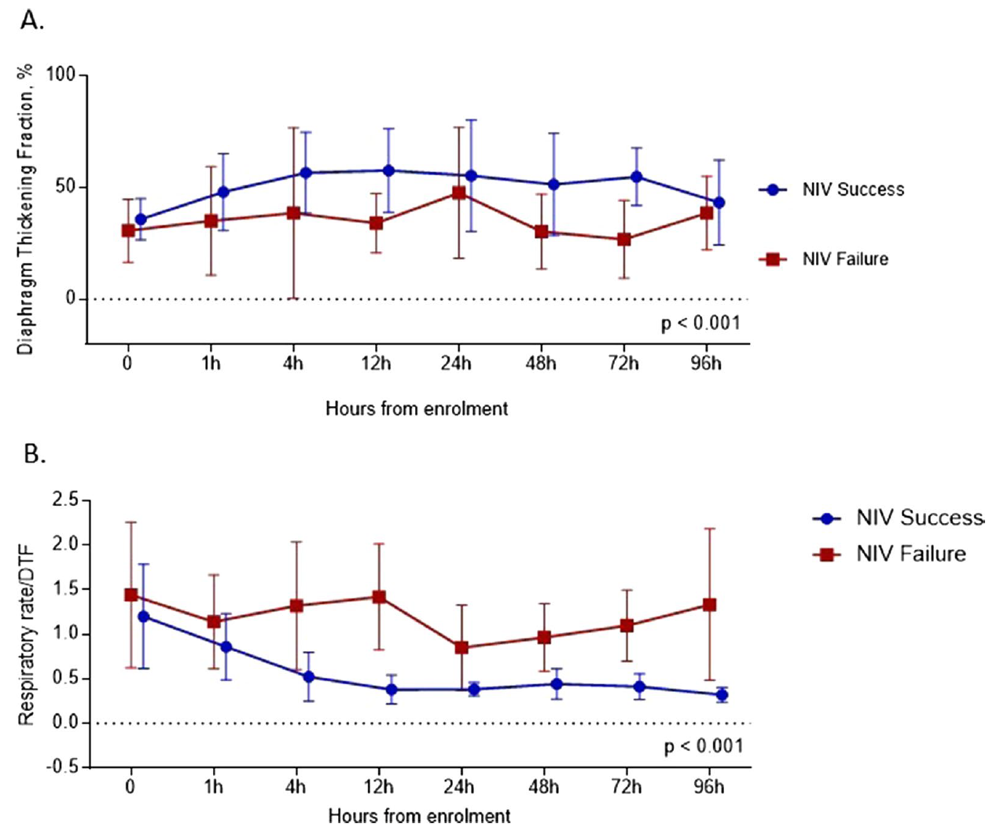 A.
Diaphragm Thickening Fraction, %
100
50
0
NIV Success
NIV Failure
p < 0.001
0 1h 4h 12h 24h 48h 72h 96h
Hours from enrolment
B.
Respiratory rate/DTF
2.5
2.0
1.5
1.0
0.5
0.0
-0.5
NIV Success
NIV Failure
p < 0.001
0 1h 4h 12h 24h 48h 72h 96h
Hours from enrolment